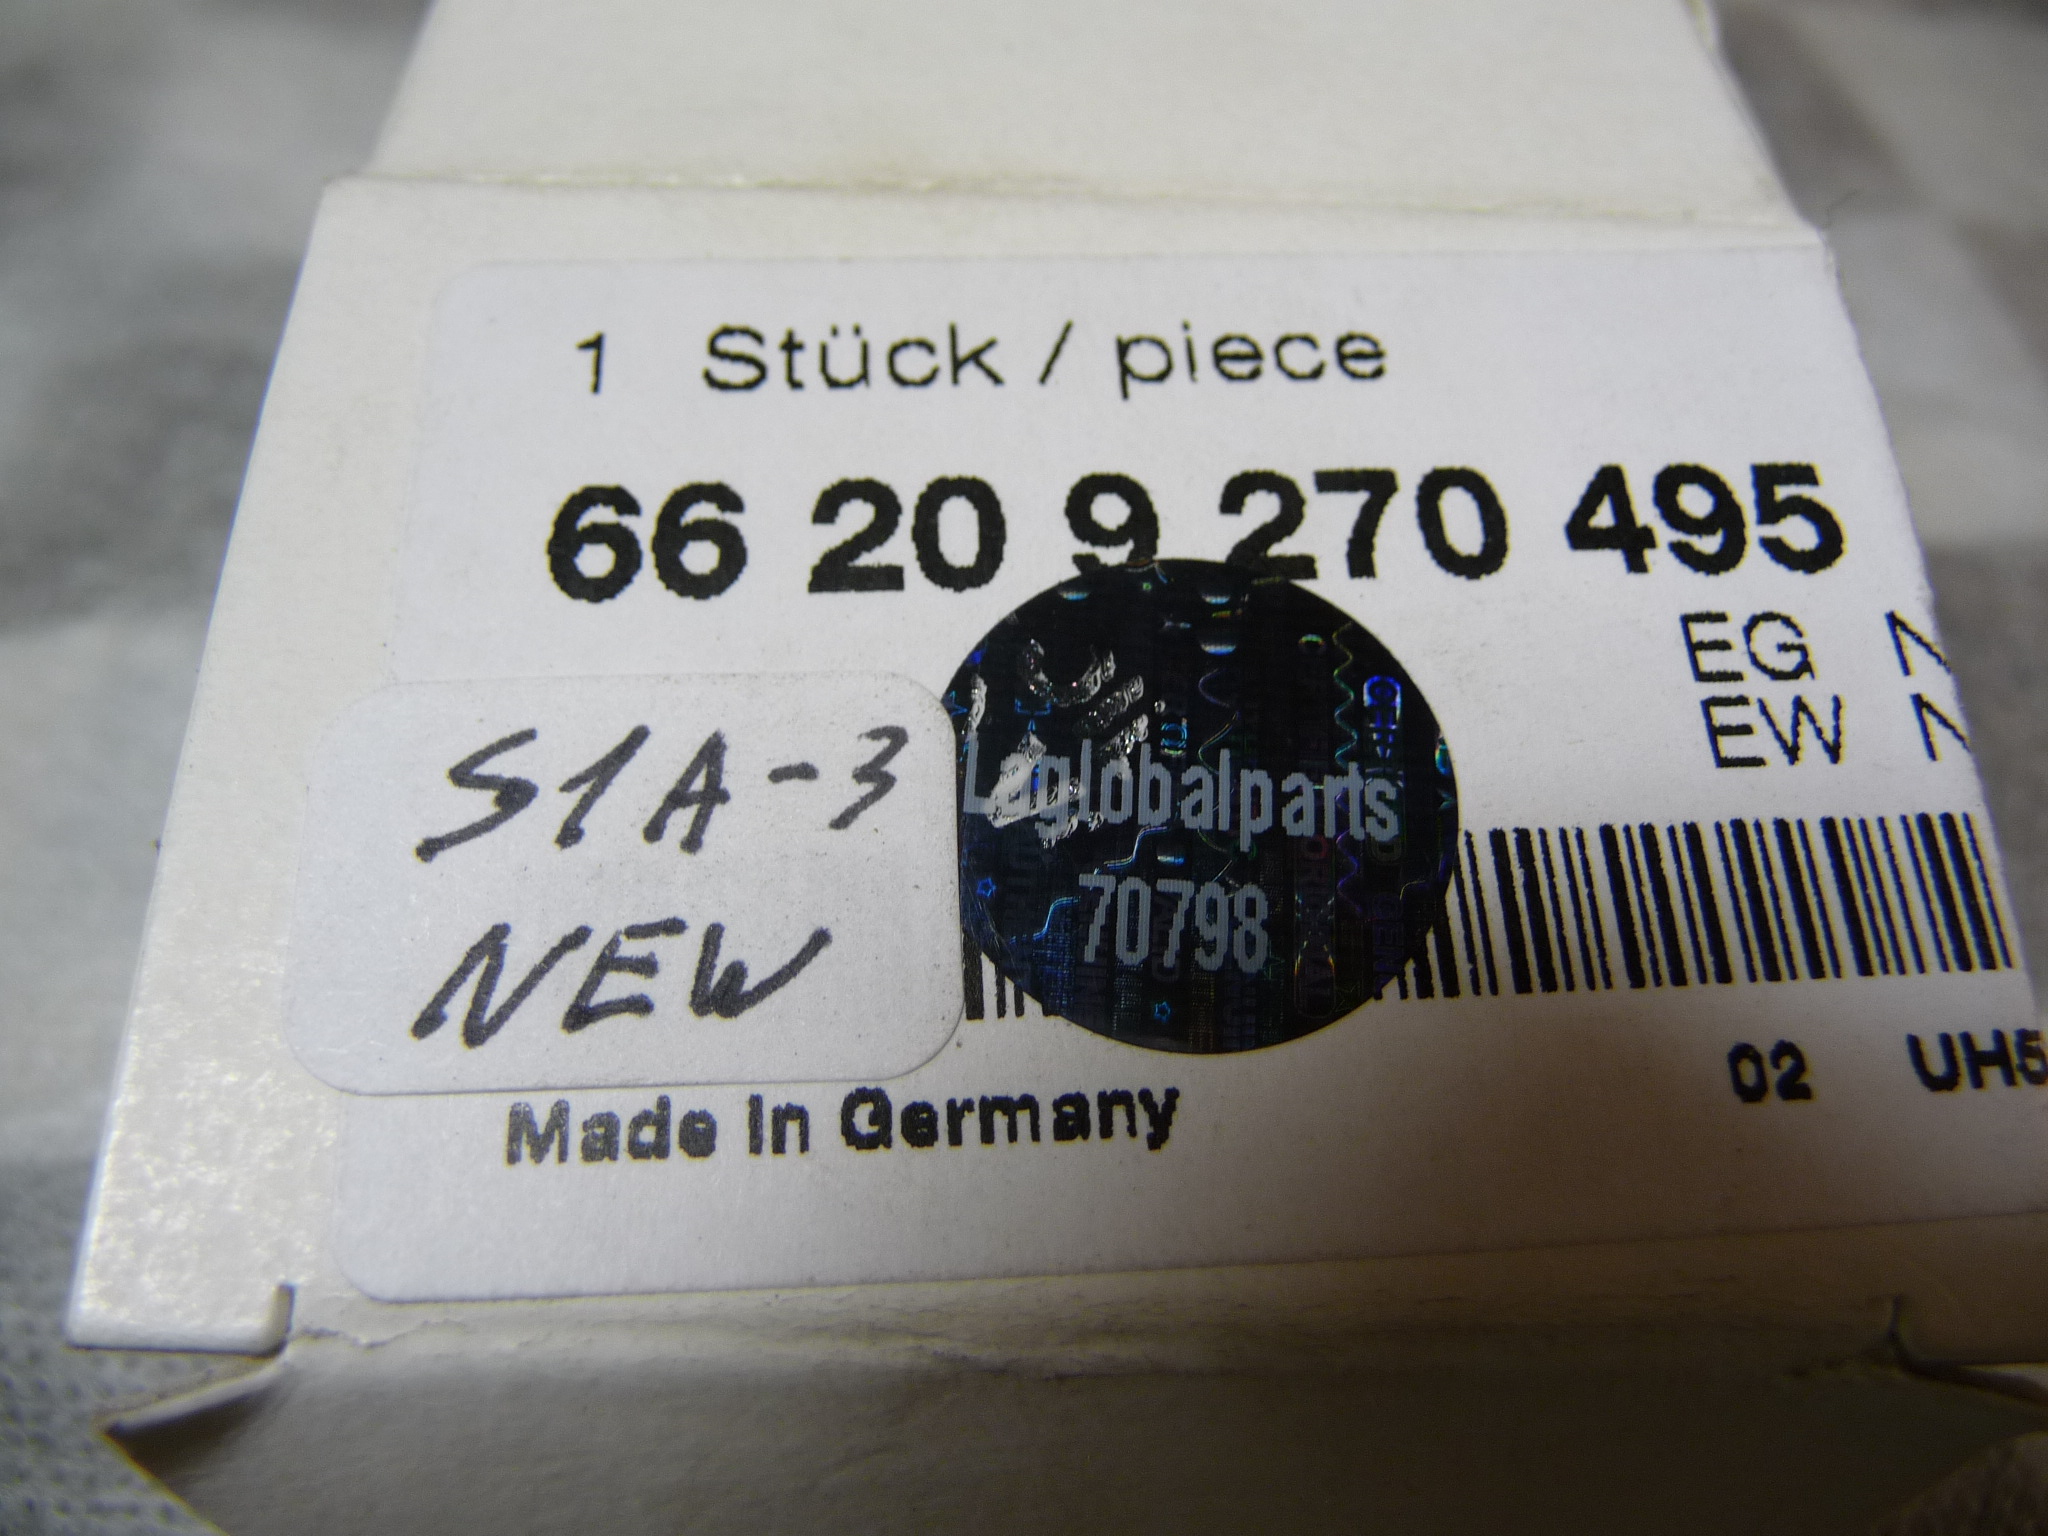 1 Stück / piece
66 20 9 270 495
EG N
EW N
S1A-3
NEW
Laglobalparts
70798
02 UH5
Made in Germany